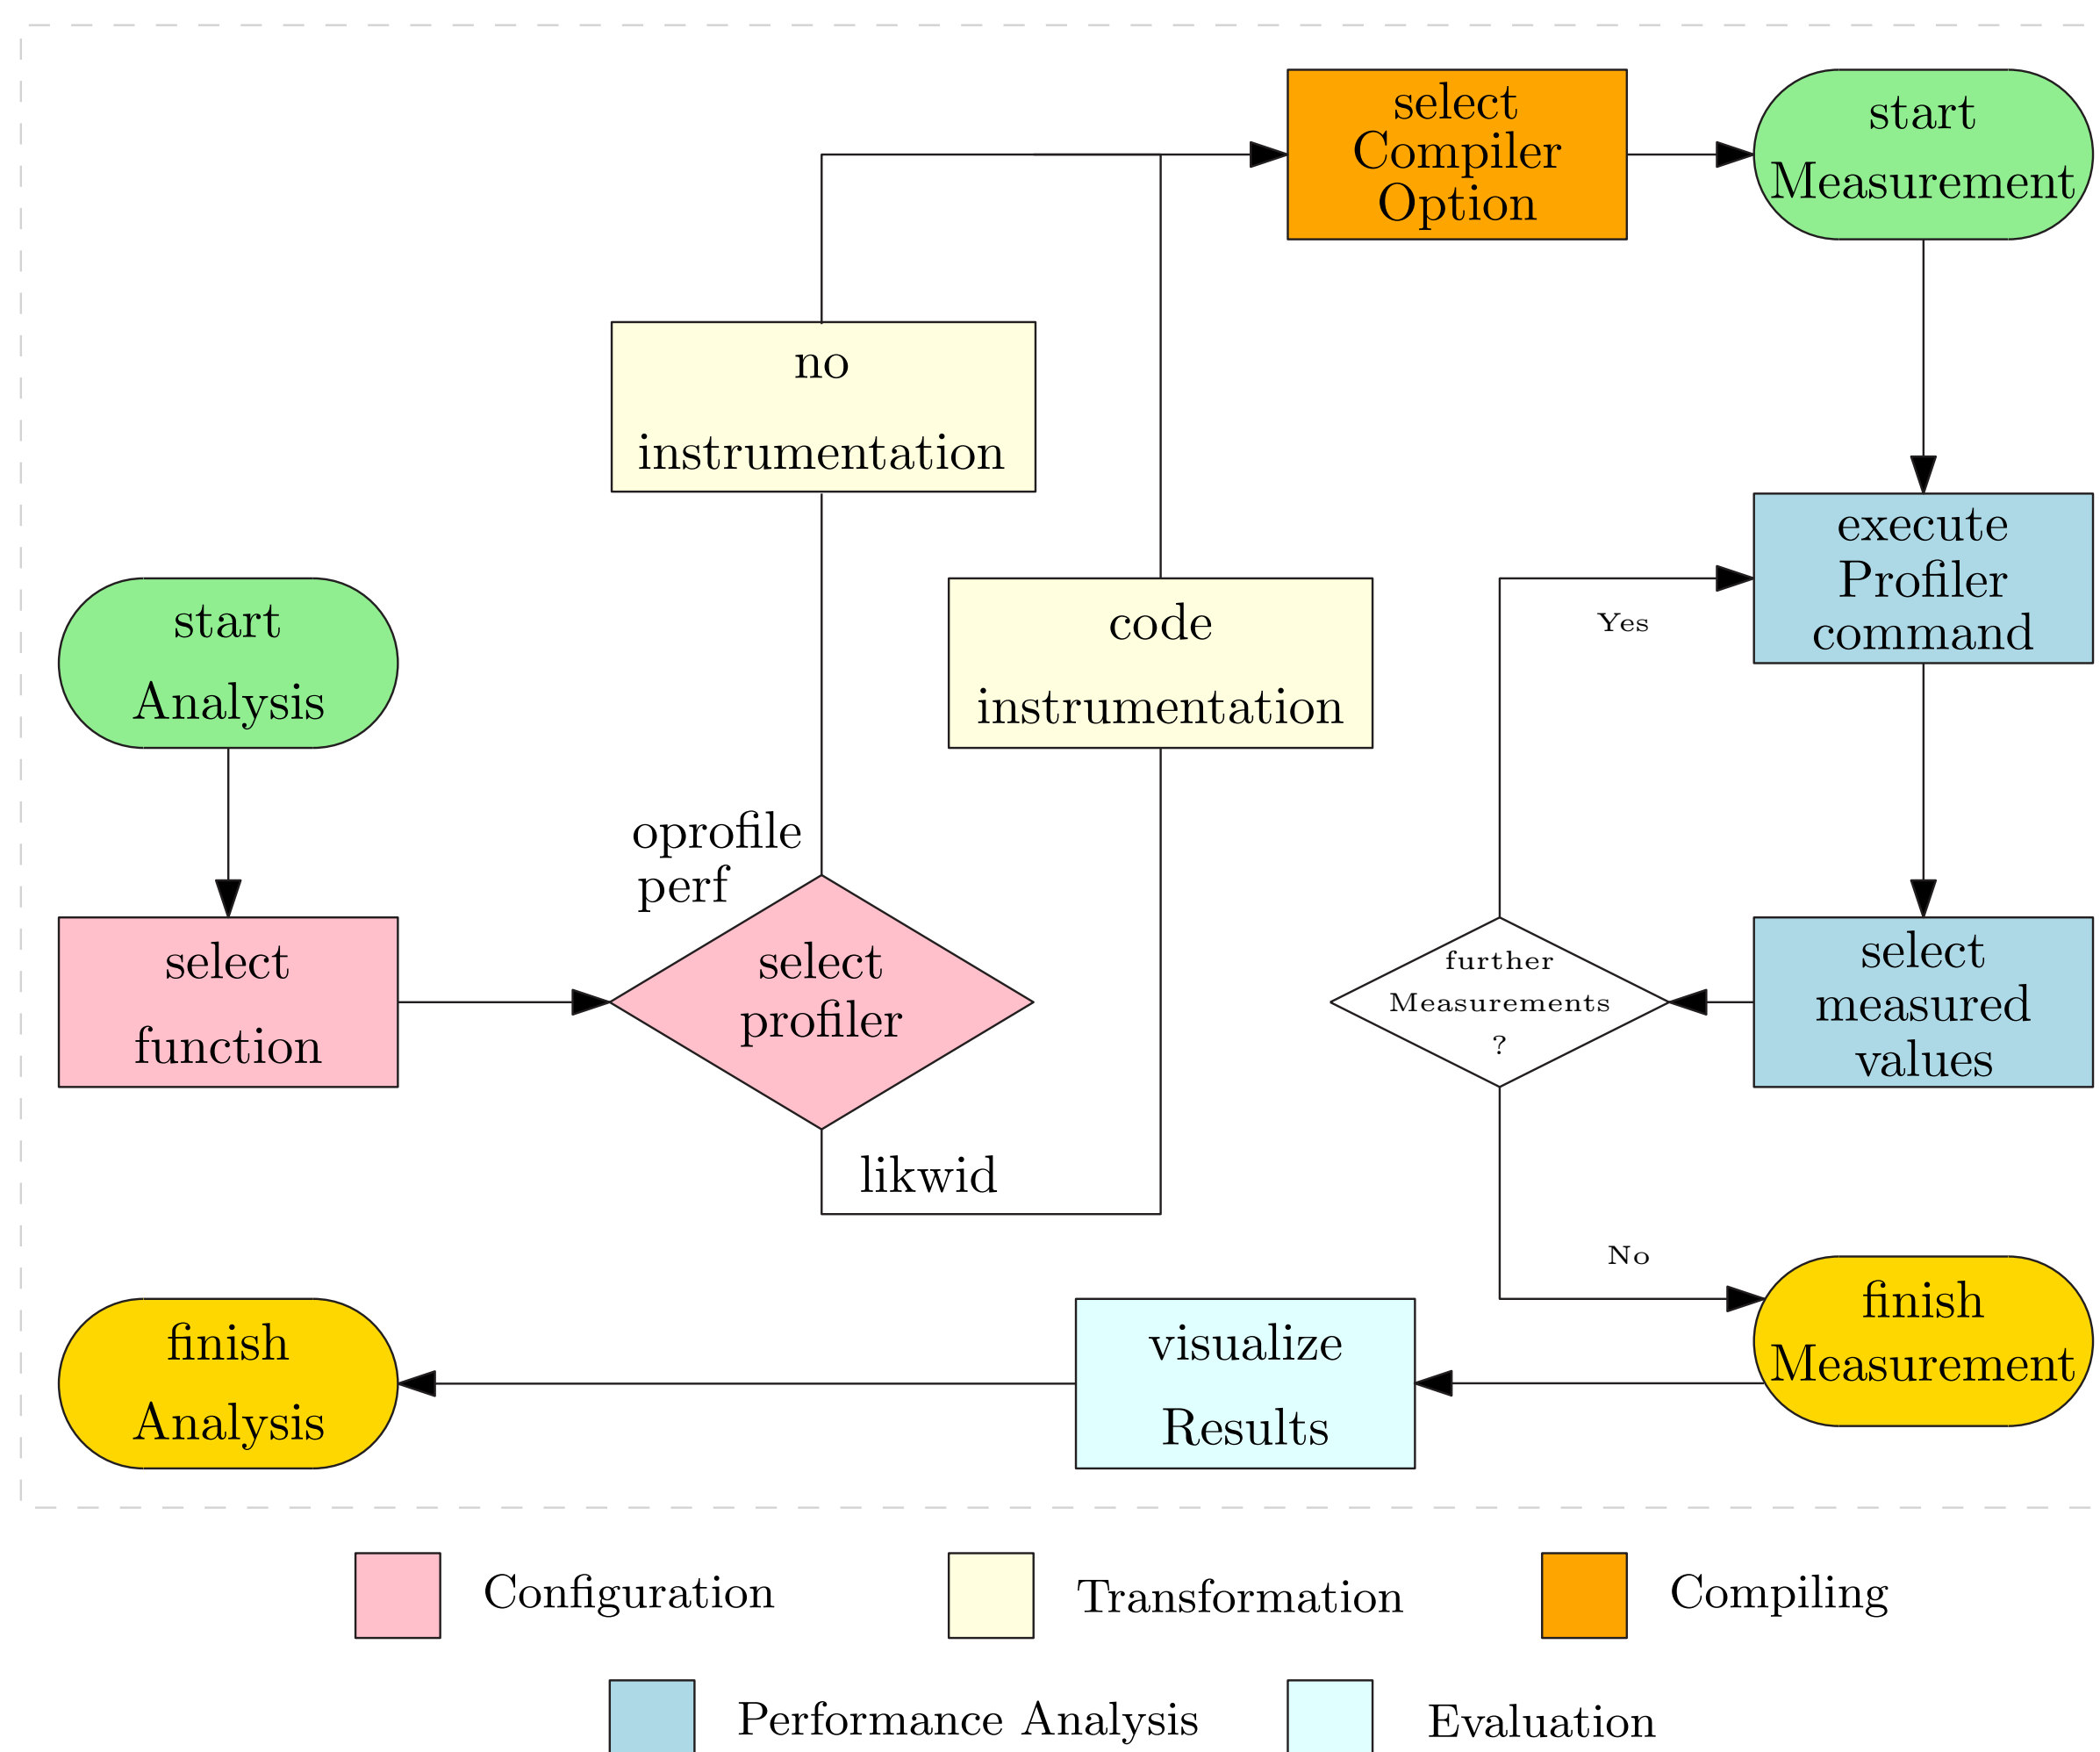 select
Compiler
Option
start
Measurement
no
instrumentation
execute
Profiler
command
Yes
start
Analysis
code
instrumentation
oprofile
perf
select
function
select
profiler
further
Measurements
?
select
measured
values
likwid
No
finish
Measurement
visualize
Results
finish
Analysis
Configuration
Transformation
Compiling
Performance Analysis
Evaluation